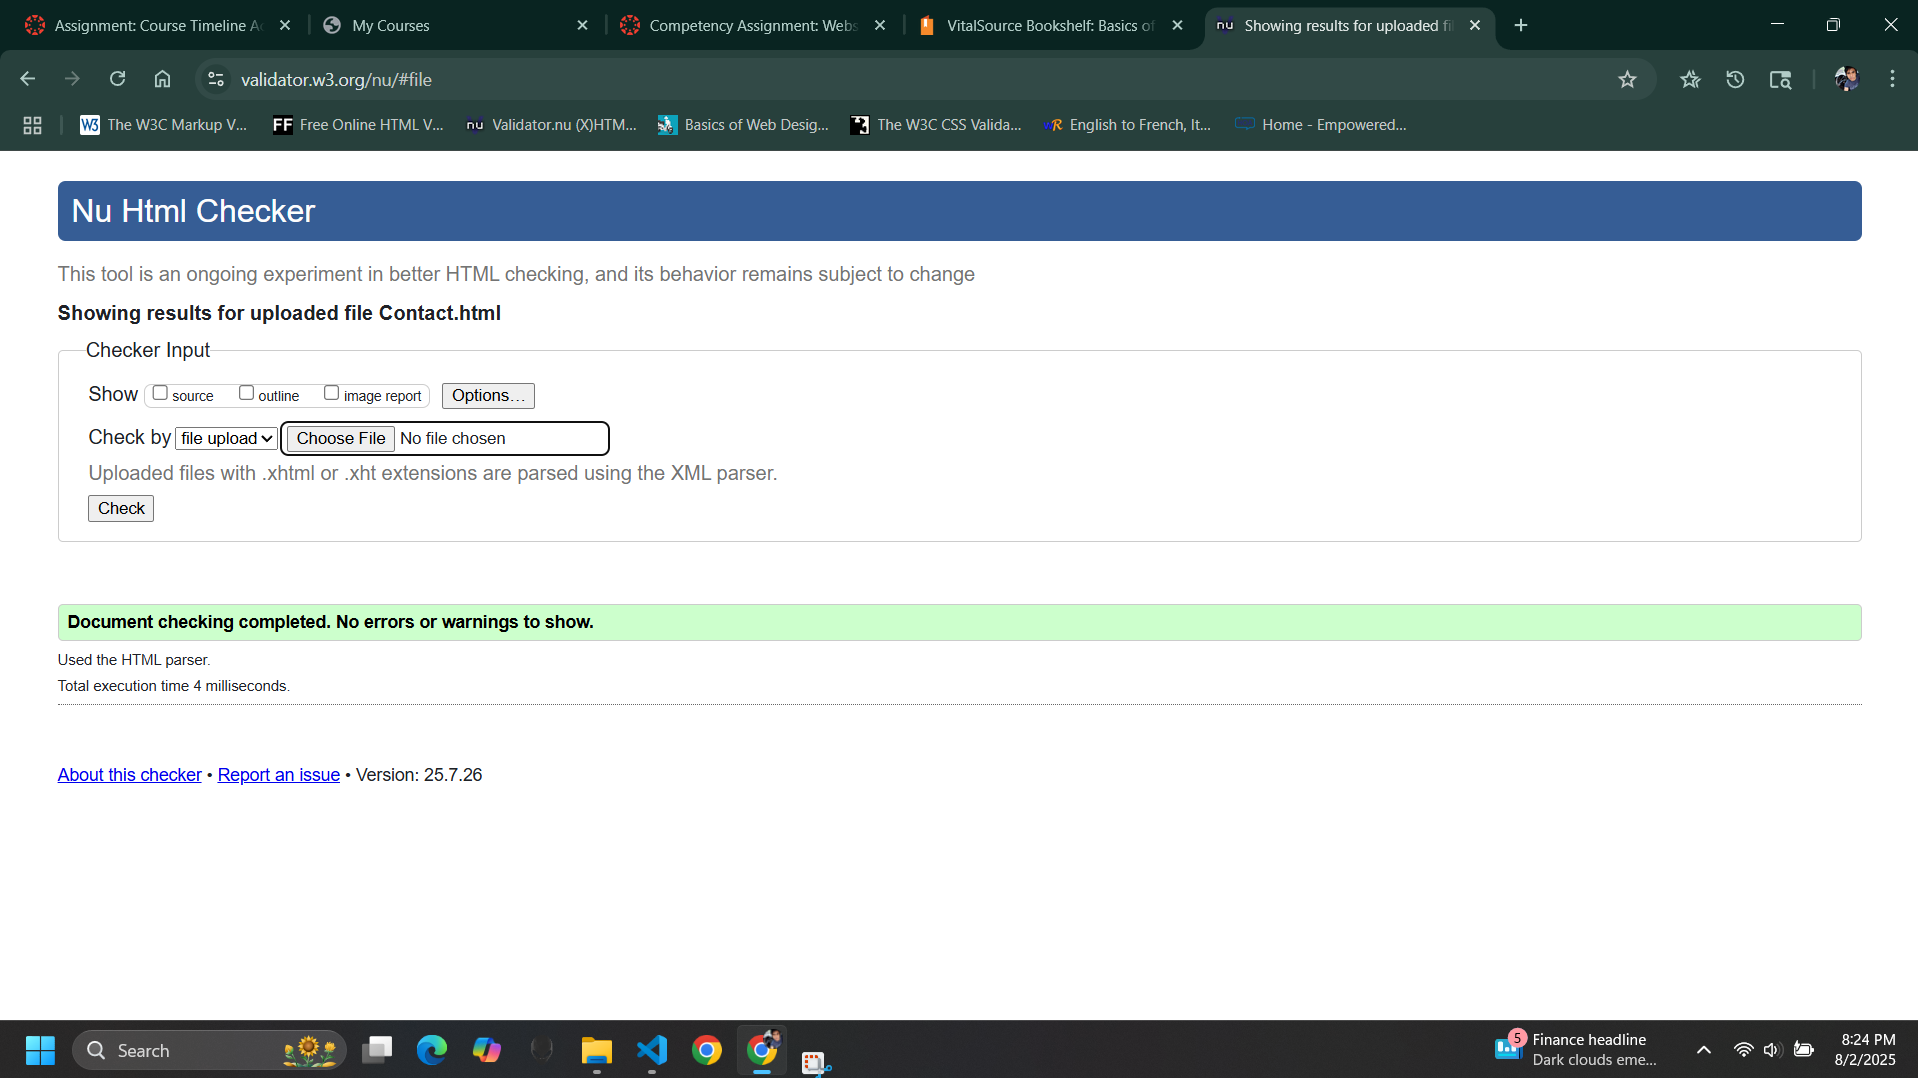 Assignment: Course Timeline Ac
My Courses
Competency Assignment: Webs
VitalSource Bookshelf: Basics of
nu Showing results for uploaded fi
validator.w3.org/nu/#file
W3 The W3C Markup V...
FF Free Online HTML V...
nu Validator.nu (X)HTM...
Basics of Web Desig...
The W3C CSS Valida...
R English to French, It...
Home - Empowered...
Nu Html Checker
This tool is an ongoing experiment in better HTML checking, and its behavior remains subject to change
Showing results for uploaded file Contact.html
Checker Input
Show source outline image report Options...
Check by file upload Choose File No file chosen
Uploaded files with .xhtml or .xht extensions are parsed using the XML parser.
Check
Document checking completed. No errors or warnings to show.
Used the HTML parser.
Total execution time 4 milliseconds.
About this checker • Report an issue • Version: 25.7.26
Search
5
Finance headline
Dark clouds eme...
8:24 PM
8/2/2025